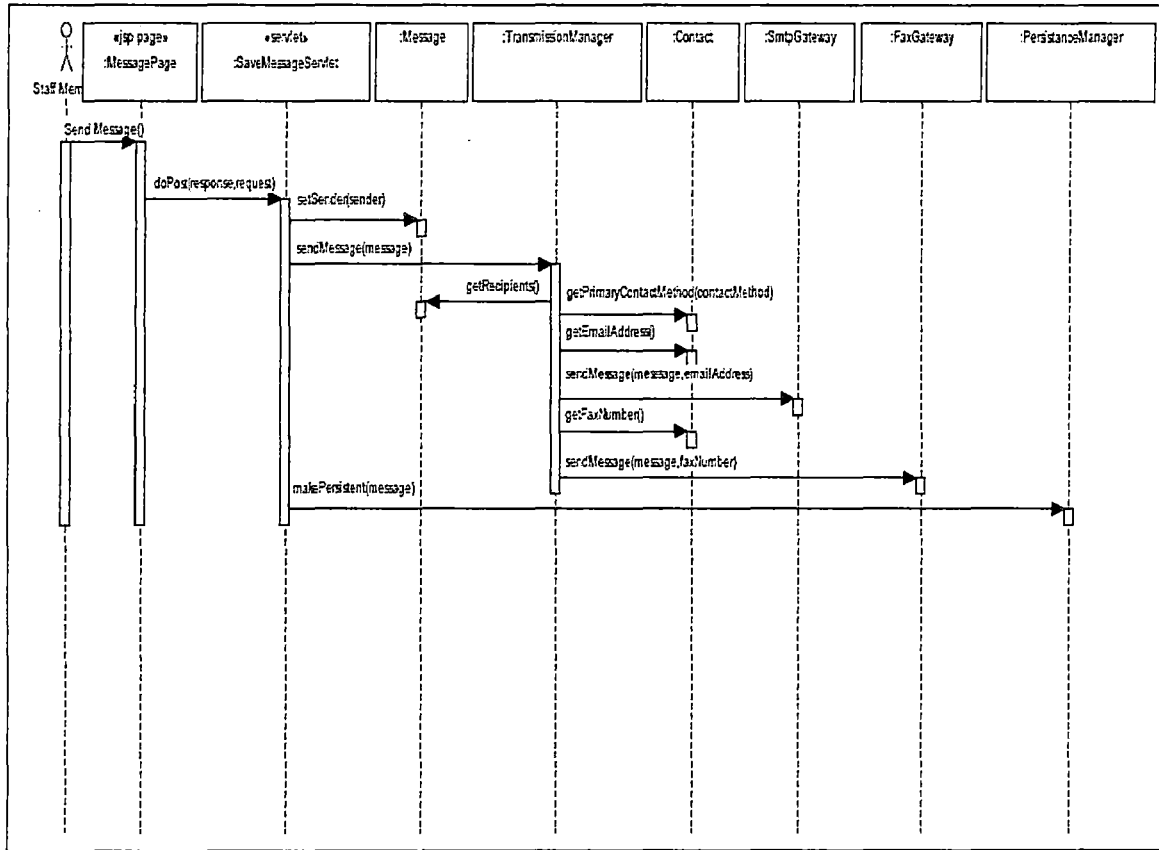 Staff Mem
«jsp page»
:MessagePage
«servlet»
:SaveMessageServlet
:Message
:TransmissionManager
:Contact
:SmtpGateway
:FaxGateway
:PersistanceManager
Send Message()
doPost(response,request)
setSender(sender)
sendMessage(message)
getRecipients()
getPrimaryContactMethod(contactMethod)
getEmailAddress()
sendMessage(message,emailAddress)
getFaxNumber()
sendMessage(message,faxNumber)
makePersistent(message)